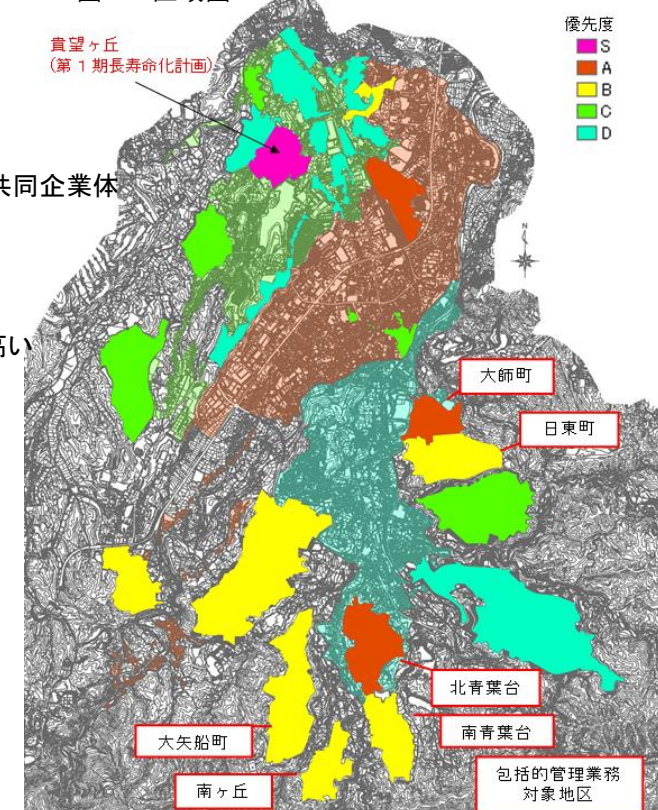 貴望ヶ丘
(第1期長寿命化計画)
優先度
S
A
B
C
D
共同企業体
N
高い
大師町
日東町
北青葉台
大矢船町
南青葉台
南ヶ丘
包括的管理業務
対象地区